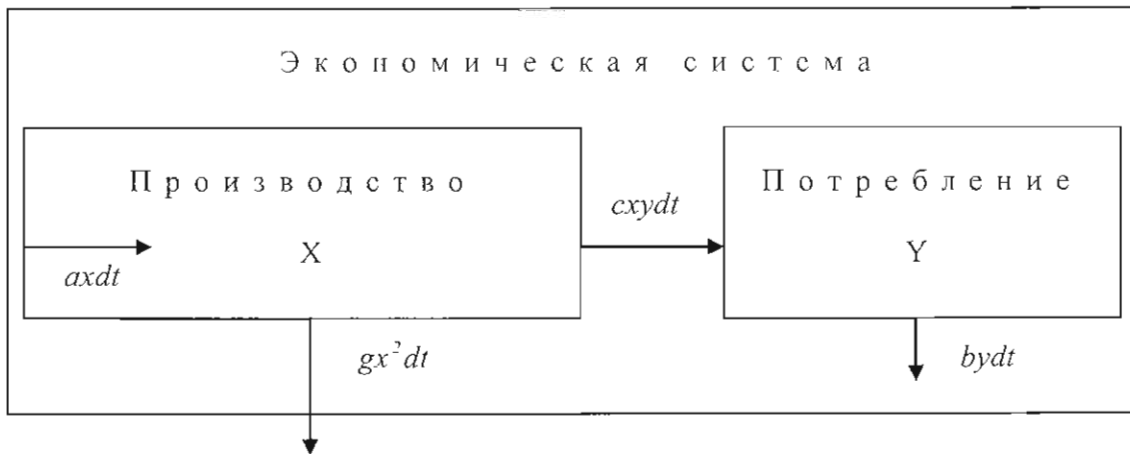 Экономическая система
Производство
Потребление
cxydt
X
Y
axdt
gx²dt
bydt